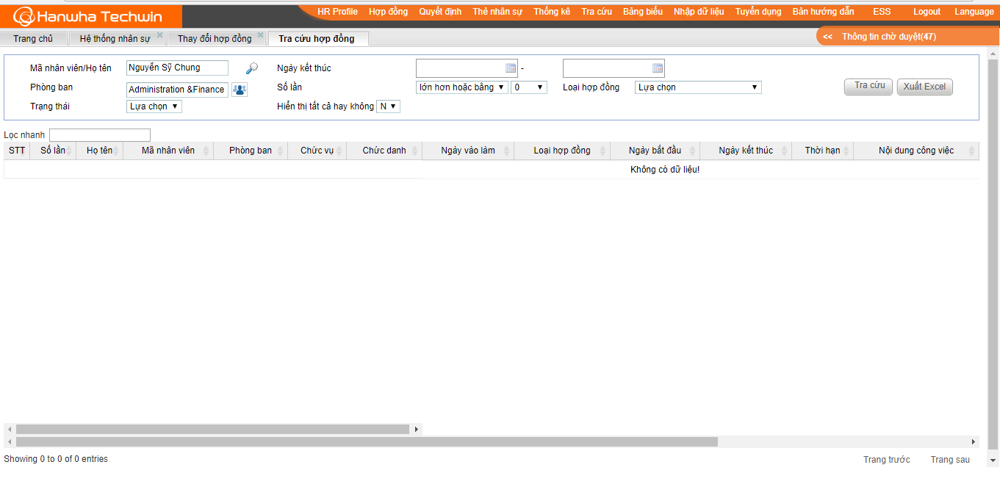 Hanwha Techwin
HR Profile Hợp đồng Quyết định Thẻ nhân sự Thống kê Tra cứu Bảng biểu Nhập dữ liệu Tuyển dụng Bản hướng dẫn ESS Logout Language
Trang chủ Hệ thống nhân sự Thay đổi hợp đồng Tra cứu hợp đồng << Thông tin chờ duyệt(47)
Mã nhân viên/Họ tên Nguyễn Sỹ Chung Ngày kết thúc -
Phòng ban Administration &Finance Số lần lớn hơn hoặc bằng 0 Loại hợp đồng Lựa chọn Tra cứu Xuất Excel
Trạng thái Lựa chọn Hiển thị tất cả hay không N
Lọc nhanh
STT Số lần Họ tên Mã nhân viên Phòng ban Chức vụ Chức danh Ngày vào làm Loại hợp đồng Ngày bắt đầu Ngày kết thúc Thời hạn Nội dung công việc
Không có dữ liệu!
Showing 0 to 0 of 0 entries Trang trước Trang sau